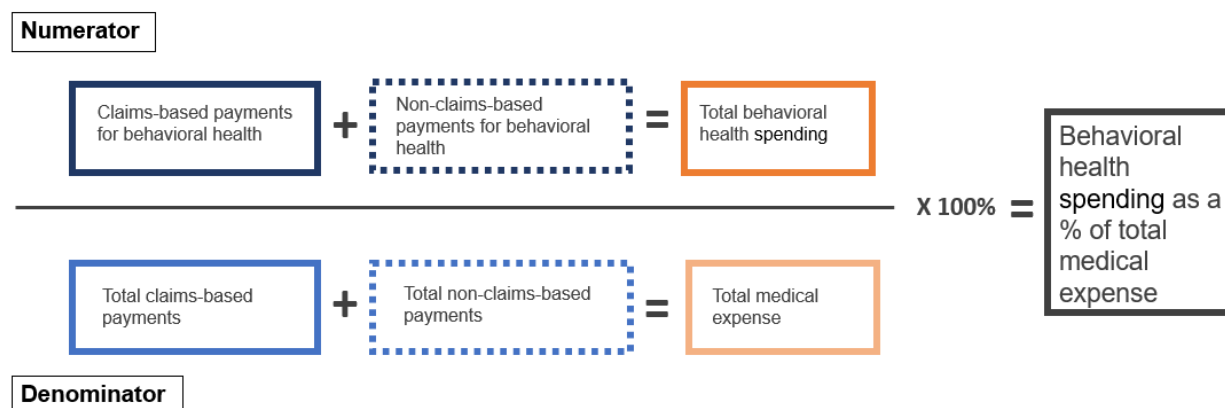 Numerator
Claims-based payments
for behavioral health
+
Non-claims-based
payments for behavioral
health
=
Total behavioral
health spending
X 100% =
Behavioral
health
spending as a
% of total
medical
expense
Total claims-based
payments
+
Total non-claims-based
payments
=
Total medical
expense
Denominator